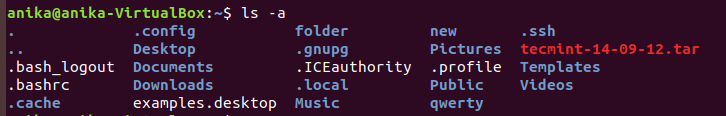 anika@anika-VirtualBox:~$ ls -a
. .config folder new .ssh
.. Desktop .gnupg Pictures tecmint-14-09-12.tar
.bash_logout Documents .ICEauthority .profile Templates
.bashrc Downloads .local Public Videos
.cache examples.desktop Music qwerty